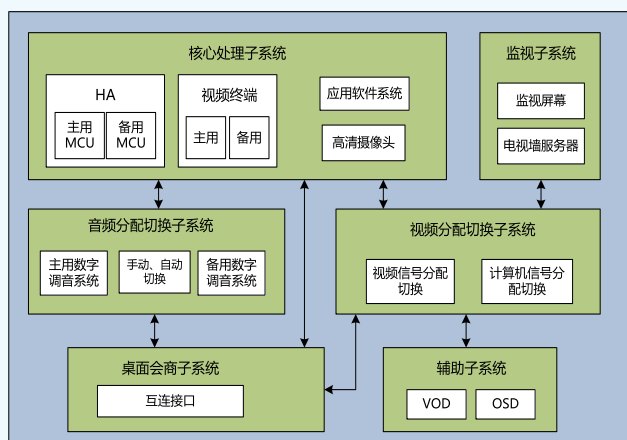 核心处理子系统
HA
主用
MCU
备用
MCU
视频终端
主用
备用
应用软件系统
高清摄像头
监视子系统
监视屏幕
电视墙服务器
音频分配切换子系统
主用数字
调音系统
手动、自动
切换
备用数字
调音系统
视频分配切换子系统
视频信号分配
切换
计算机信号分
配切换
桌面会商子系统
互连接口
辅助子系统
VOD
OSD